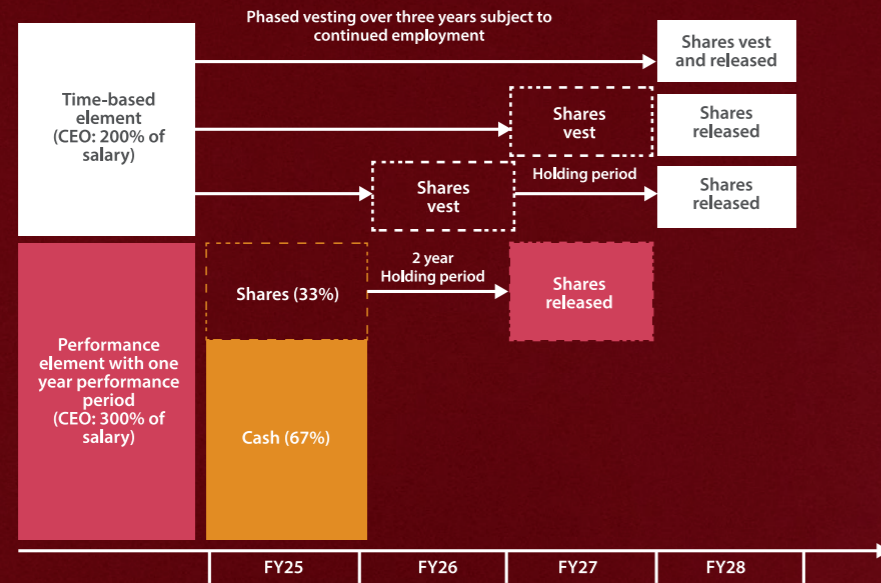 Phased vesting over three years subject to
continued employment
Time-based
element
(CEO: 200% of
salary)
Shares vest
and released
Shares
vest
Shares
released
Shares
vest
Holding period
Shares
released
Performance
element with one
year performance
period
(CEO: 300% of
salary)
Shares (33%)
2 year
Holding period
Shares
released
Cash (67%)
FY25
FY26
FY27
FY28